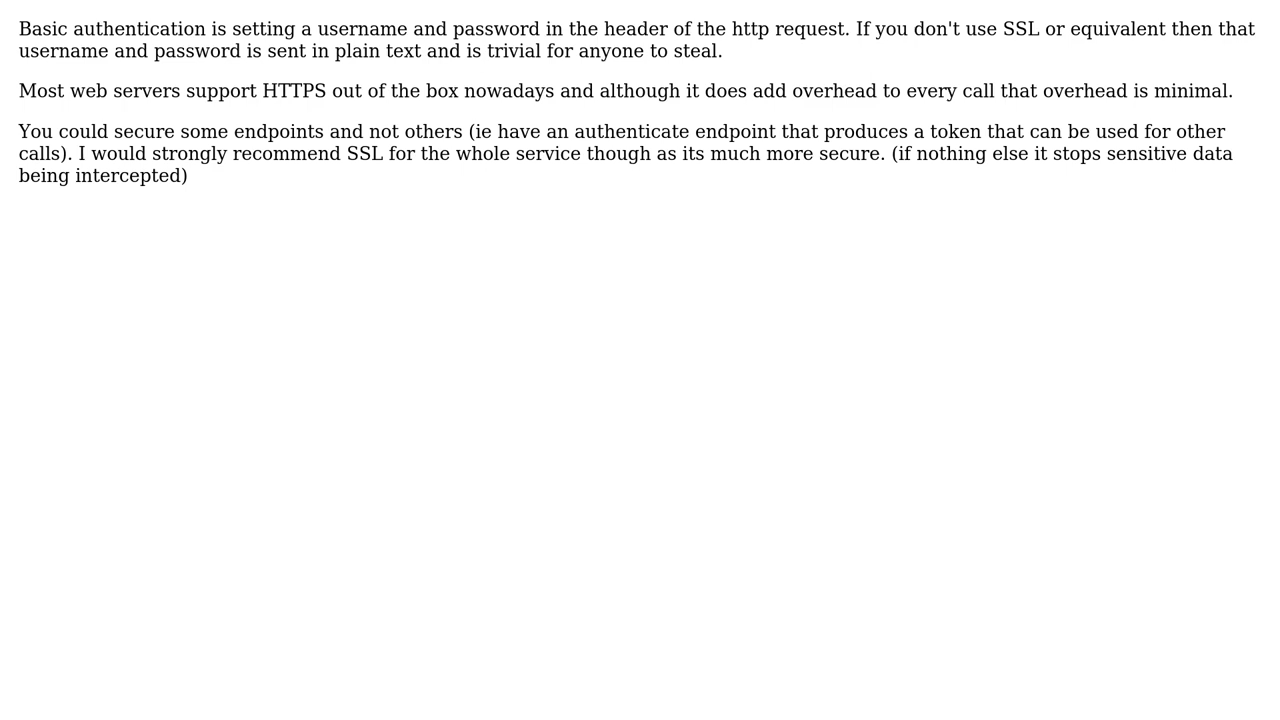 Basic authentication is setting a username and password in the header of the http request. If you don't use SSL or equivalent then that
username and password is sent in plain text and is trivial for anyone to steal.
Most web servers support HTTPS out of the box nowadays and although it does add overhead to every call that overhead is minimal.
You could secure some endpoints and not others (ie have an authenticate endpoint that produces a token that can be used for other
calls). I would strongly recommend SSL for the whole service though as its much more secure. (if nothing else it stops sensitive data
being intercepted)